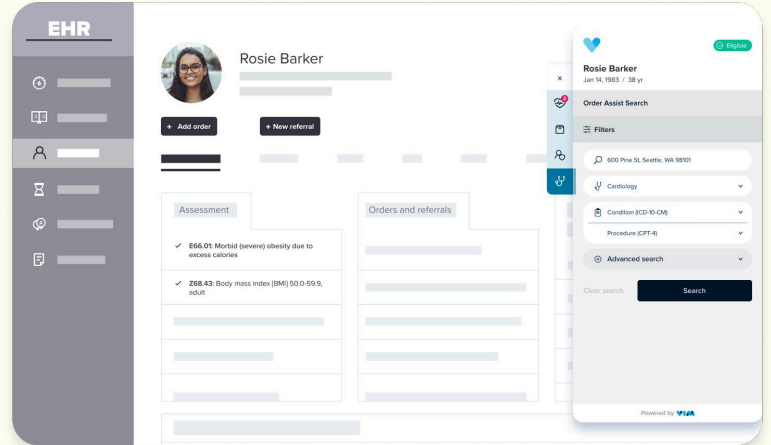 EHR
Rosie Barker
+ Add order
+ New referral
Assessment
E66.01: Morbid (severe) obesity due to
excess calories
Z68.43: Body mass index [BMI] 50.0-59.9,
adult
Orders and referrals
×
2
Eligible
Rosie Barker
Jan 14, 1983 / 38 yr
Order Assist Search
Filters
600 Pine St, Seattle, WA 98101
Cardiology
Condition (ICD-10-CM)
Procedure (CPT-4)
Advanced search
Clear search
Search
Powered by VIM